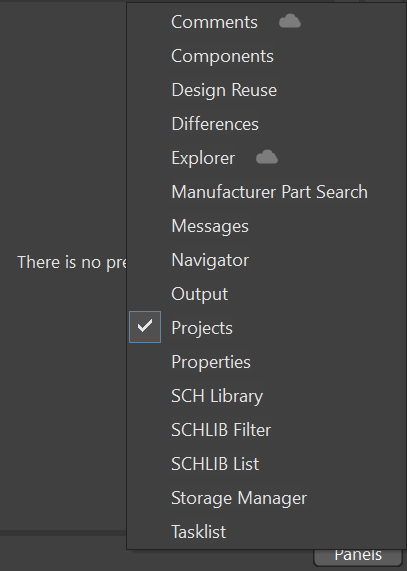 Comments
Components
Design Reuse
Differences
Explorer
Manufacturer Part Search
Messages
Navigator
There is no pre
Output
Projects
Properties
SCH Library
SCHLIB Filter
SCHLIB List
Storage Manager
Tasklist
Panels